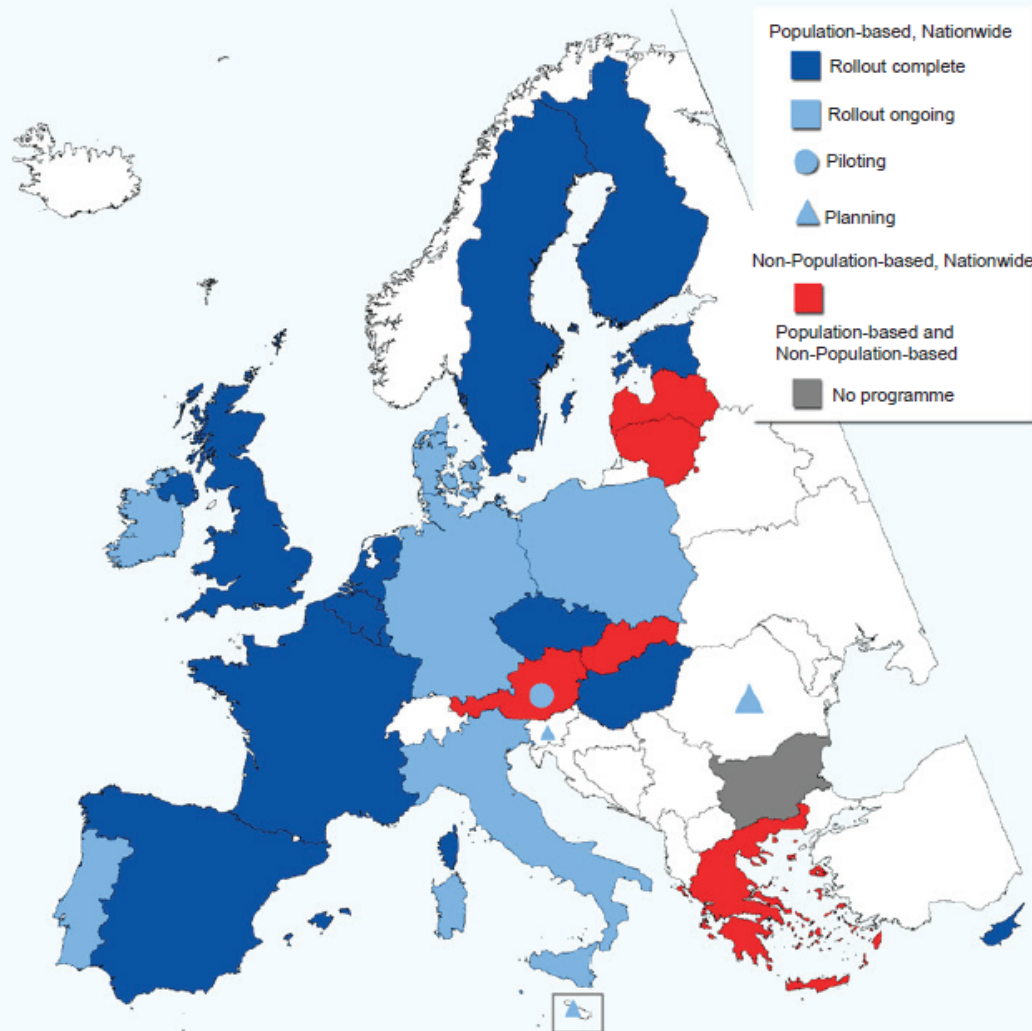 Population-based, Nationwide
Rollout complete
Rollout ongoing
Piloting
Planning
Non-Population-based, Nationwide
Population-based and
Non-Population-based
No programme